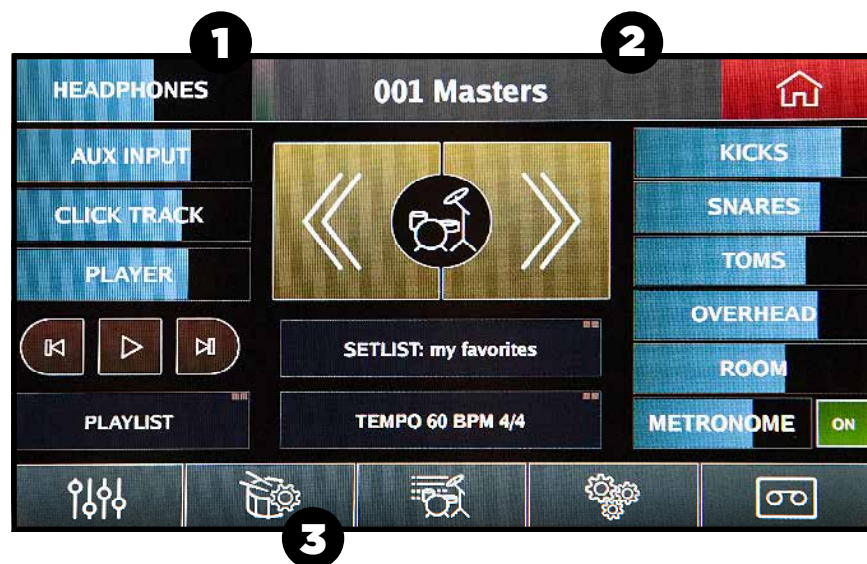 1
2
HEADPHONES
001 Masters
AUX INPUT
KICKS
CLICK TRACK
SNARES
PLAYER
TOMS
OVERHEAD
SETLIST: my favorites
ROOM
PLAYLIST
TEMPO 60 BPM 4/4
METRONOME
ON
3